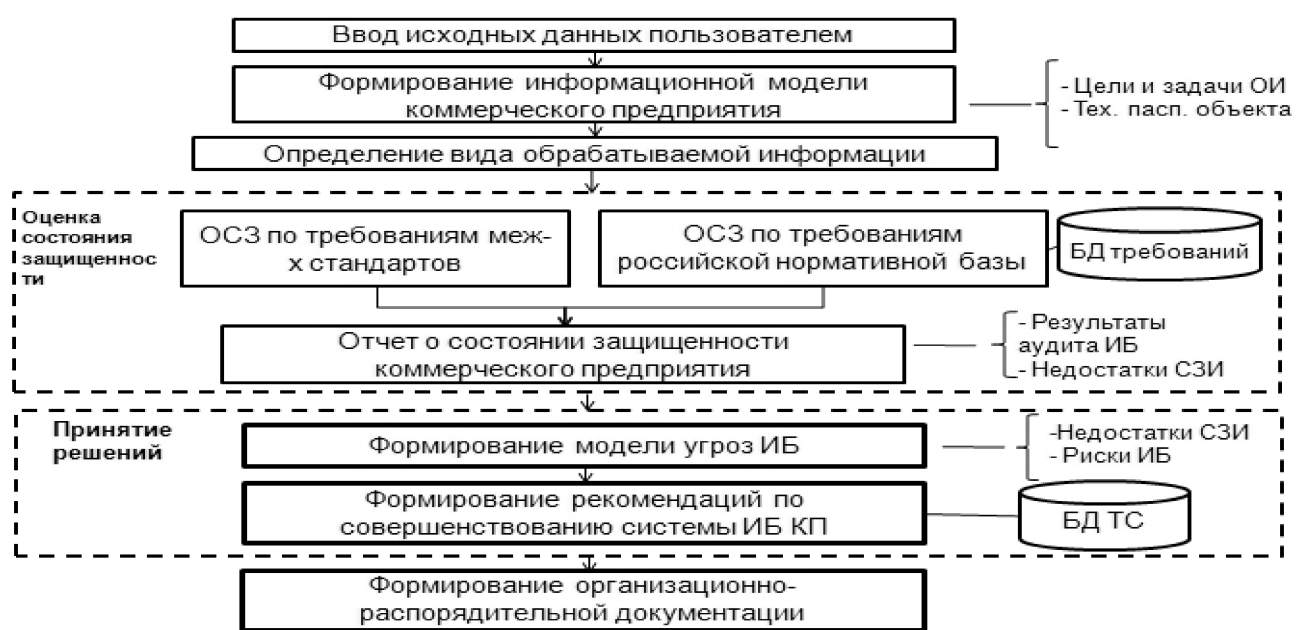 Ввод исходных данных пользователем
Формирование информационной модели
коммерческого предприятия
- Цели и задачи ОИ
- Тех. пасп. объекта
Определение вида обрабатываемой информации
Оценка
состояния
защищеннос
ти
ОСЗ по требованиям меж-
х стандартов
ОСЗ по требованиям
российской нормативной базы
БД требований
Отчет о состоянии защищенности
коммерческого предприятия
- Результаты
аудита ИБ
- Недостатки СЗИ
Принятие
решений
Формирование модели угроз ИБ
-Недостатки СЗИ
- Риски ИБ
Формирование рекомендаций по
совершенствованию системы ИБ КП
БД ТС
Формирование организационно-
распорядительной документации